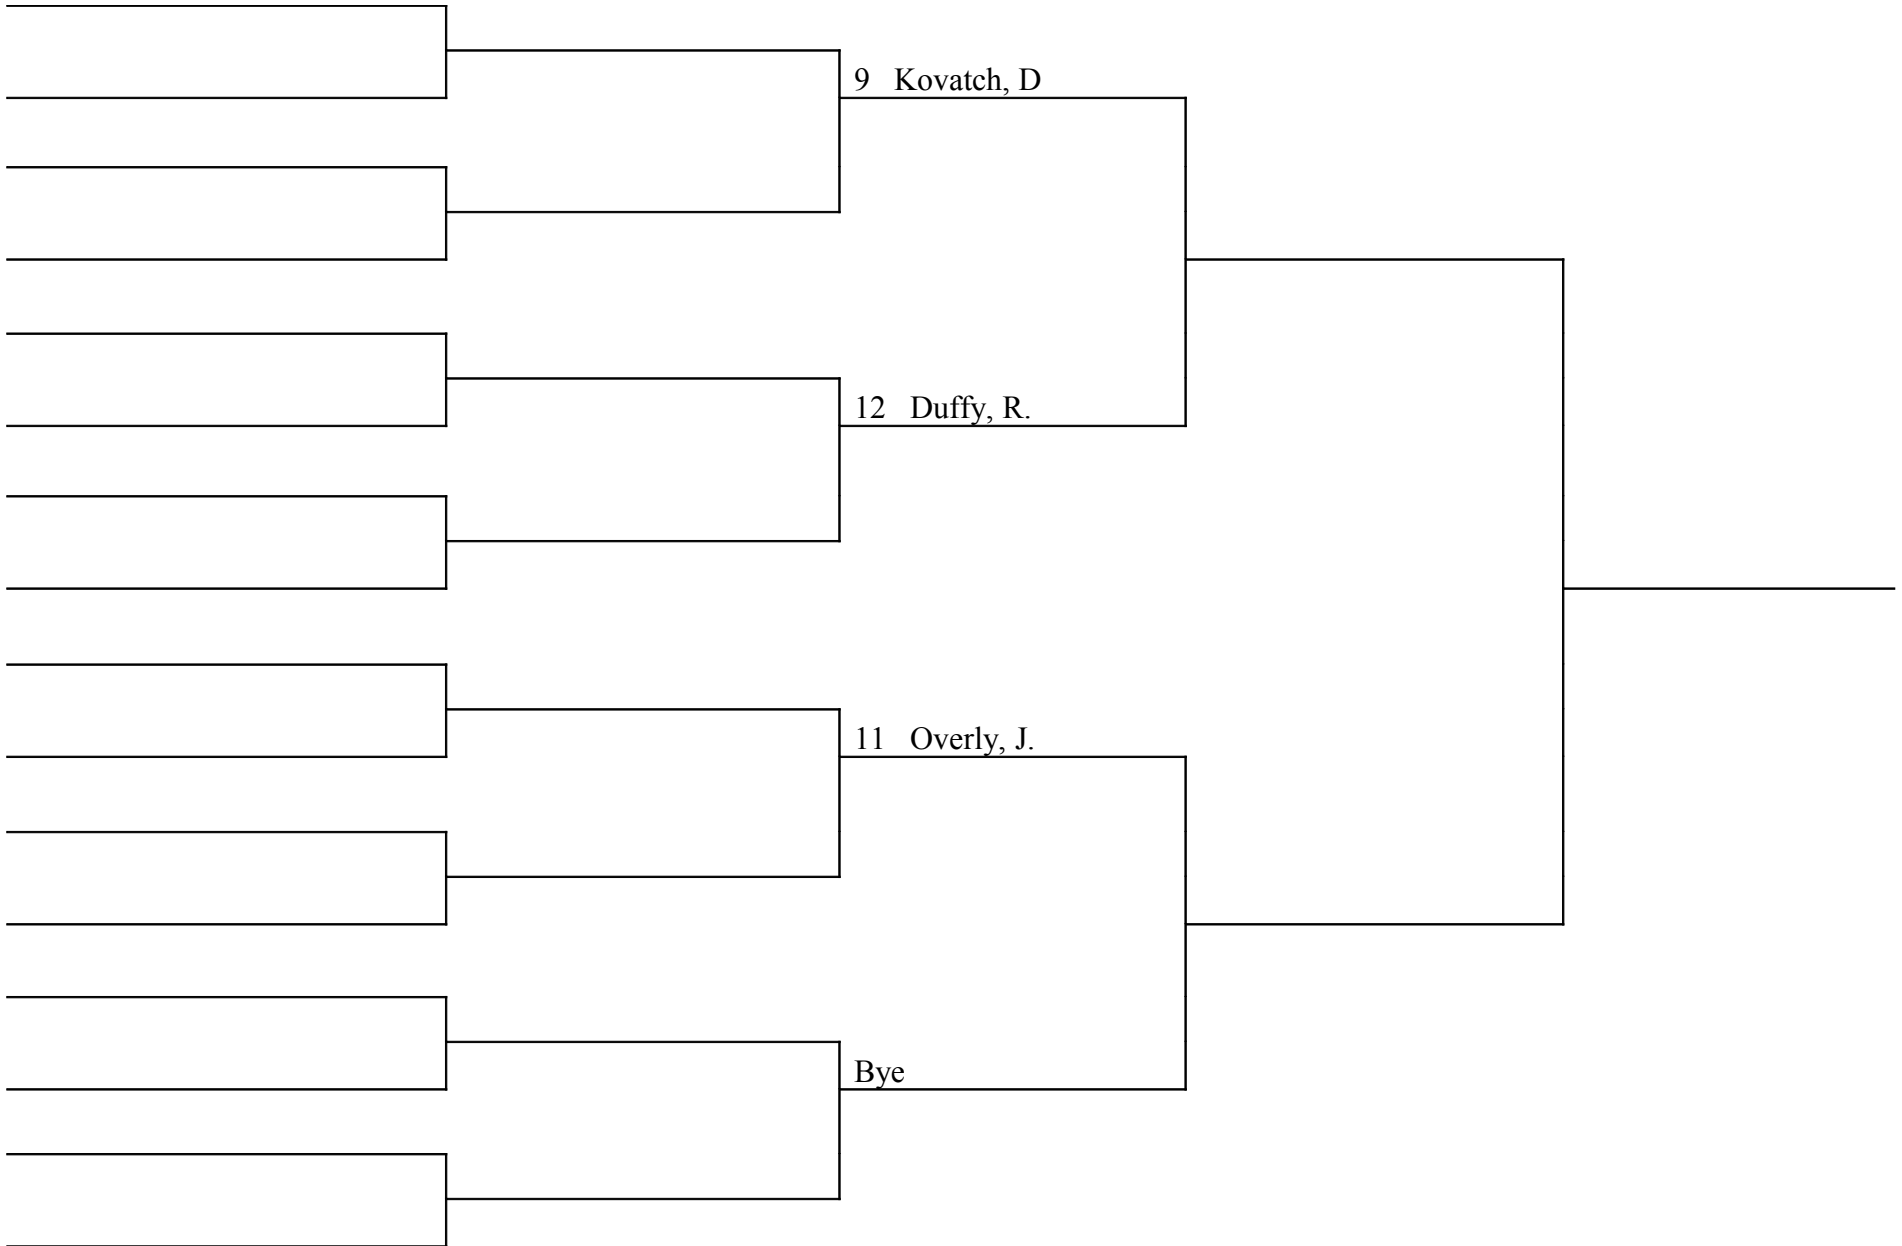 9 Kovatch, D
12 Duffy, R.
11 Overly, J.
Bye